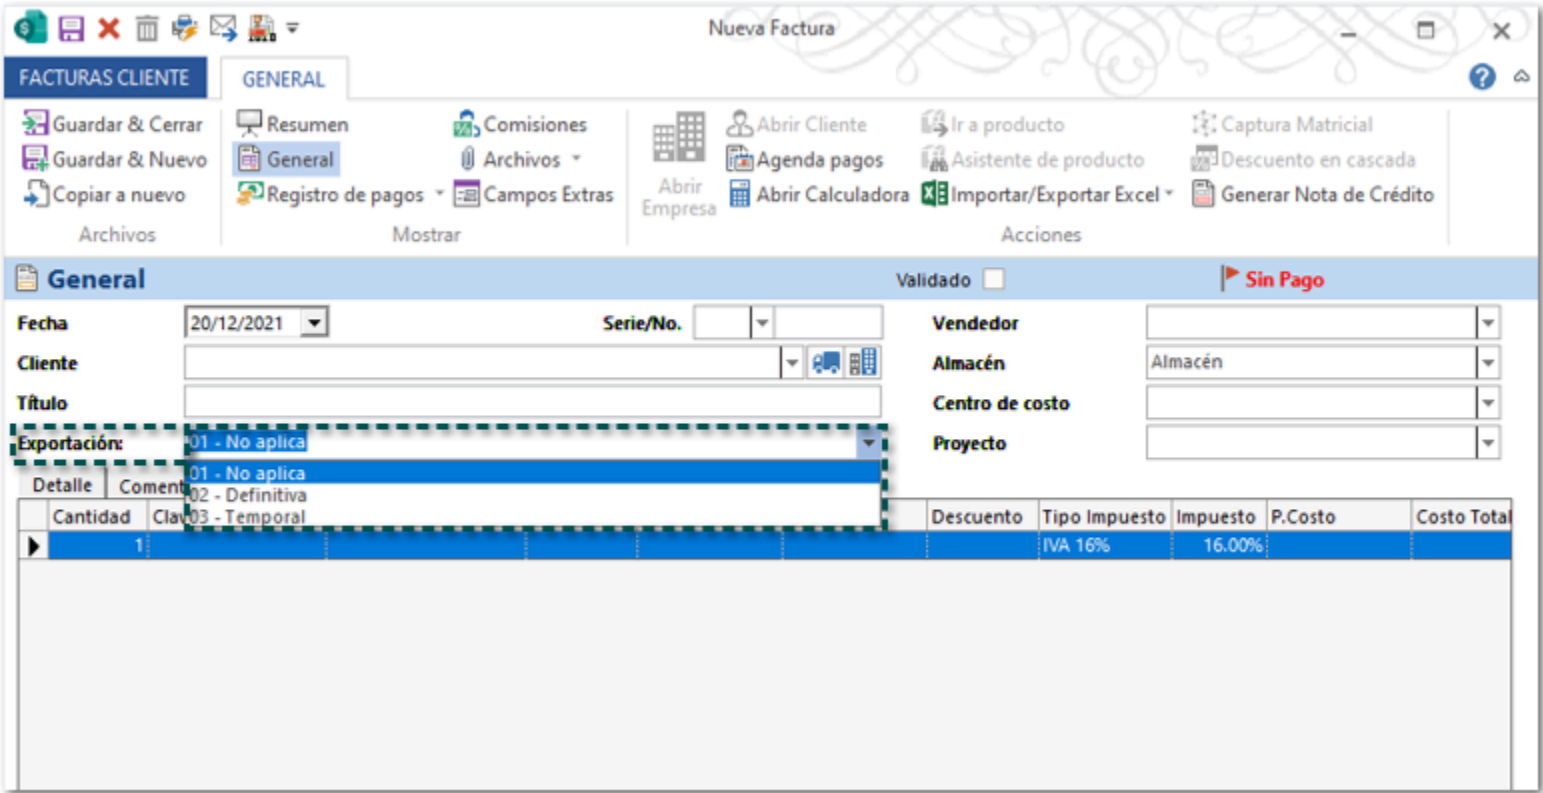 Nueva Factura
FACTURAS CLIENTE GENERAL
Guardar & Cerrar Resumen Comisiones Abrir Cliente Ir a producto Captura Matricial
Guardar & Nuevo General Archivos Agenda pagos Asistente de producto Descuento en cascada
Copiar a nuevo Registro de pagos Campos Extras Abrir Empresa Abrir Calculadora Importar/Exportar Excel Generar Nota de Crédito
Archivos Mostrar Acciones
General Validado Sin Pago
Fecha 20/12/2021 Serie/No. Vendedor
Cliente Almacén Almacén
Título Centro de costo
Exportación: 01 - No aplica Proyecto
01 - No aplica
Detalle Coment 02 - Definitiva
Cantidad Clav 03 - Temporal Descuento Tipo Impuesto Impuesto P.Costo Costo Total
1 IVA 16% 16.00%